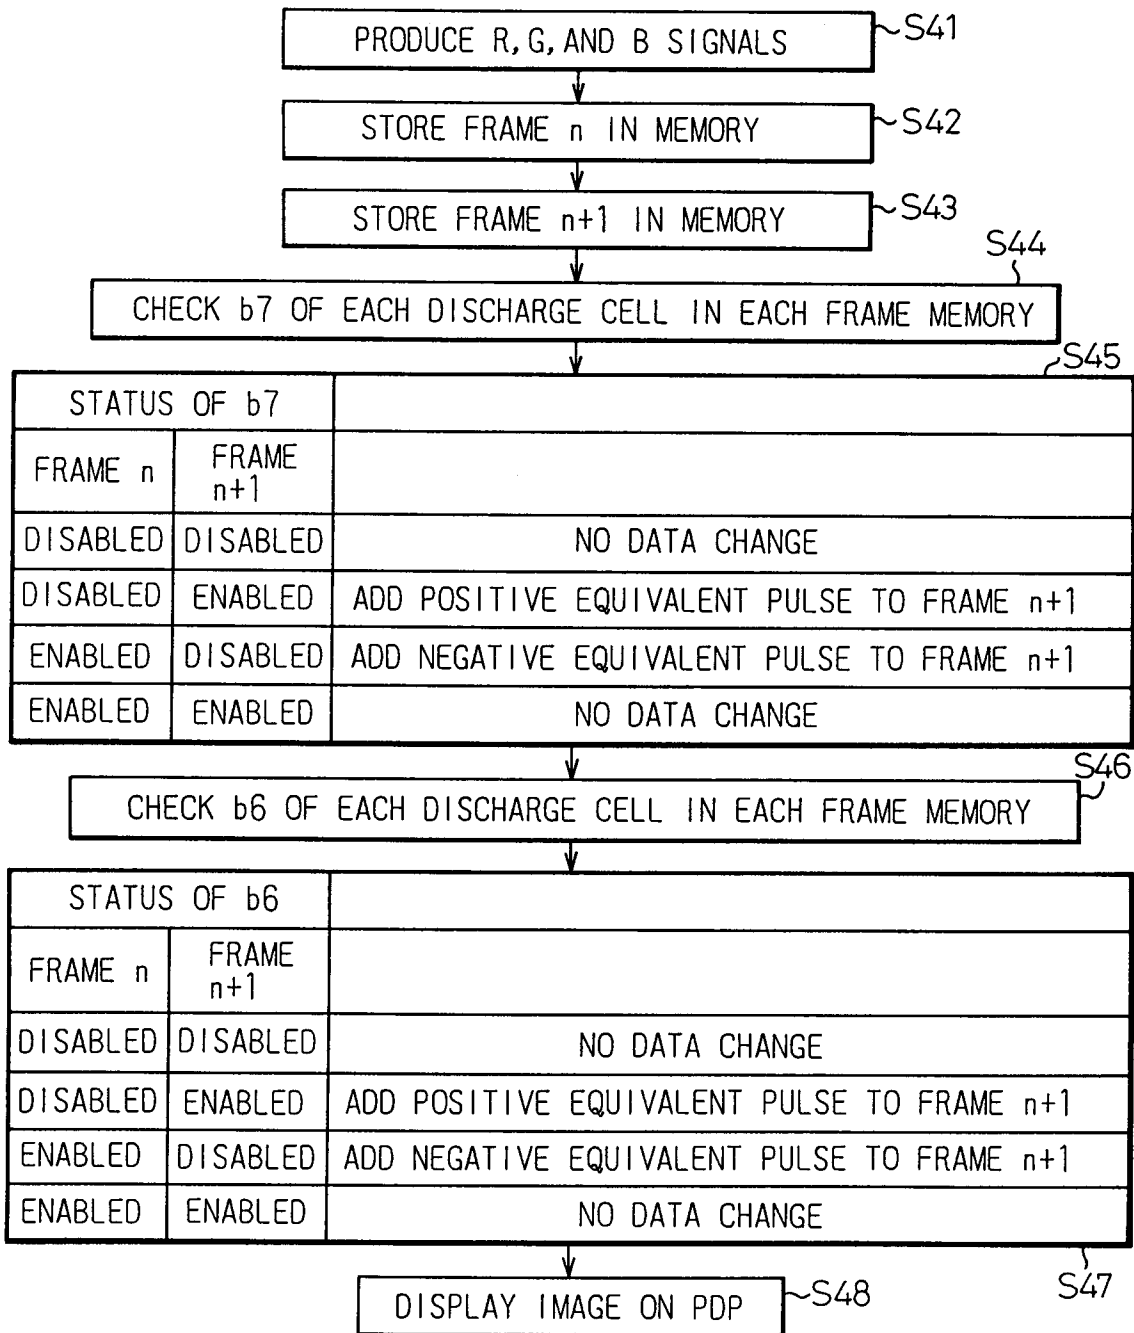 PRODUCE R, G, AND B SIGNALS
S41
STORE FRAME n IN MEMORY
S42
STORE FRAME n+1 IN MEMORY
S43
S44
CHECK b7 OF EACH DISCHARGE CELL IN EACH FRAME MEMORY
S45
STATUS OF b7
FRAME n
FRAME
n+1
DISABLED DISABLED NO DATA CHANGE
DISABLED ENABLED ADD POSITIVE EQUIVALENT PULSE TO FRAME n+1
ENABLED DISABLED ADD NEGATIVE EQUIVALENT PULSE TO FRAME n+1
ENABLED ENABLED NO DATA CHANGE
S46
CHECK b6 OF EACH DISCHARGE CELL IN EACH FRAME MEMORY
STATUS OF b6
FRAME n
FRAME
n+1
DISABLED DISABLED NO DATA CHANGE
DISABLED ENABLED ADD POSITIVE EQUIVALENT PULSE TO FRAME n+1
ENABLED DISABLED ADD NEGATIVE EQUIVALENT PULSE TO FRAME n+1
ENABLED ENABLED NO DATA CHANGE
S47
DISPLAY IMAGE ON PDP
S48